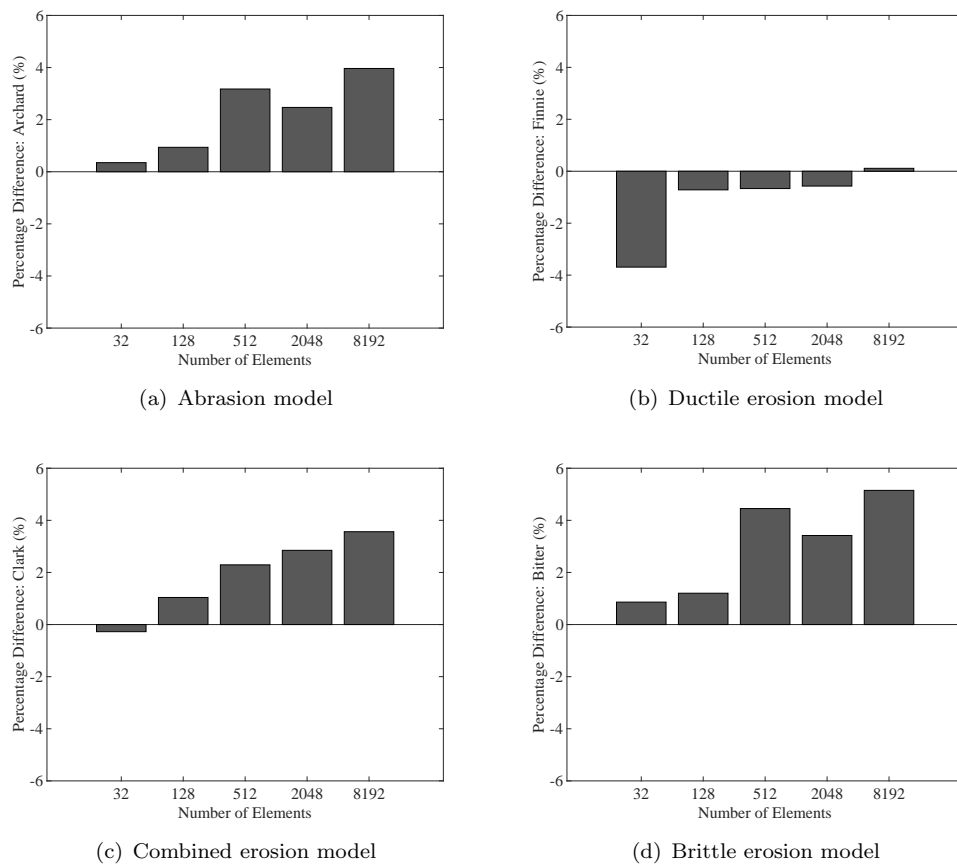 6
4
2
0
-2
-4
-6
Percentage Difference: Archard (%)
32 128 512 2048 8192
Number of Elements
(a) Abrasion model
6
4
2
0
-2
-4
-6
Percentage Difference: Finnie (%)
32 128 512 2048 8192
Number of Elements
(b) Ductile erosion model
6
4
2
0
-2
-4
-6
Percentage Difference: Clark (%)
32 128 512 2048 8192
Number of Elements
(c) Combined erosion model
6
4
2
0
-2
-4
-6
Percentage Difference: Bitter (%)
32 128 512 2048 8192
Number of Elements
(d) Brittle erosion model